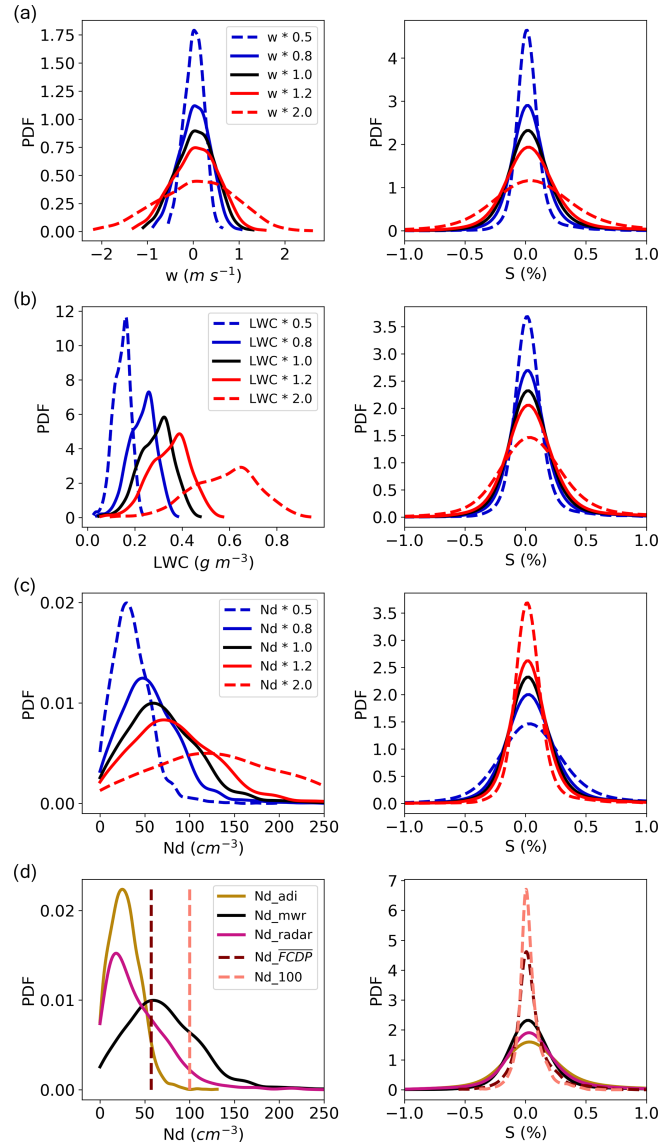 (a)
PDF
1.75
1.50
1.25
1.00
0.75
0.50
0.25
0.00
w * 0.5
w * 0.8
w * 1.0
w * 1.2
w * 2.0
−2 −1 0 1 2
w (m s⁻¹)
PDF
4
3
2
1
0
−1.0 −0.5 0.0 0.5 1.0
S (%)
(b)
PDF
12
10
8
6
4
2
0
LWC * 0.5
LWC * 0.8
LWC * 1.0
LWC * 1.2
LWC * 2.0
0.0 0.2 0.4 0.6 0.8
LWC (g m⁻³)
PDF
3.5
3.0
2.5
2.0
1.5
1.0
0.5
0.0
−1.0 −0.5 0.0 0.5 1.0
S (%)
(c)
PDF
0.02
0.01
0.00
Nd * 0.5
Nd * 0.8
Nd * 1.0
Nd * 1.2
Nd * 2.0
0 50 100 150 200 250
Nd (cm⁻³)
PDF
3.5
3.0
2.5
2.0
1.5
1.0
0.5
0.0
−1.0 −0.5 0.0 0.5 1.0
S (%)
(d)
PDF
0.02
0.01
0.00
Nd_adi
Nd_mwr
Nd_radar
Nd_F̅C̅D̅P̅
Nd_100
0 50 100 150 200 250
Nd (cm⁻³)
PDF
7
6
5
4
3
2
1
0
−1.0 −0.5 0.0 0.5 1.0
S (%)